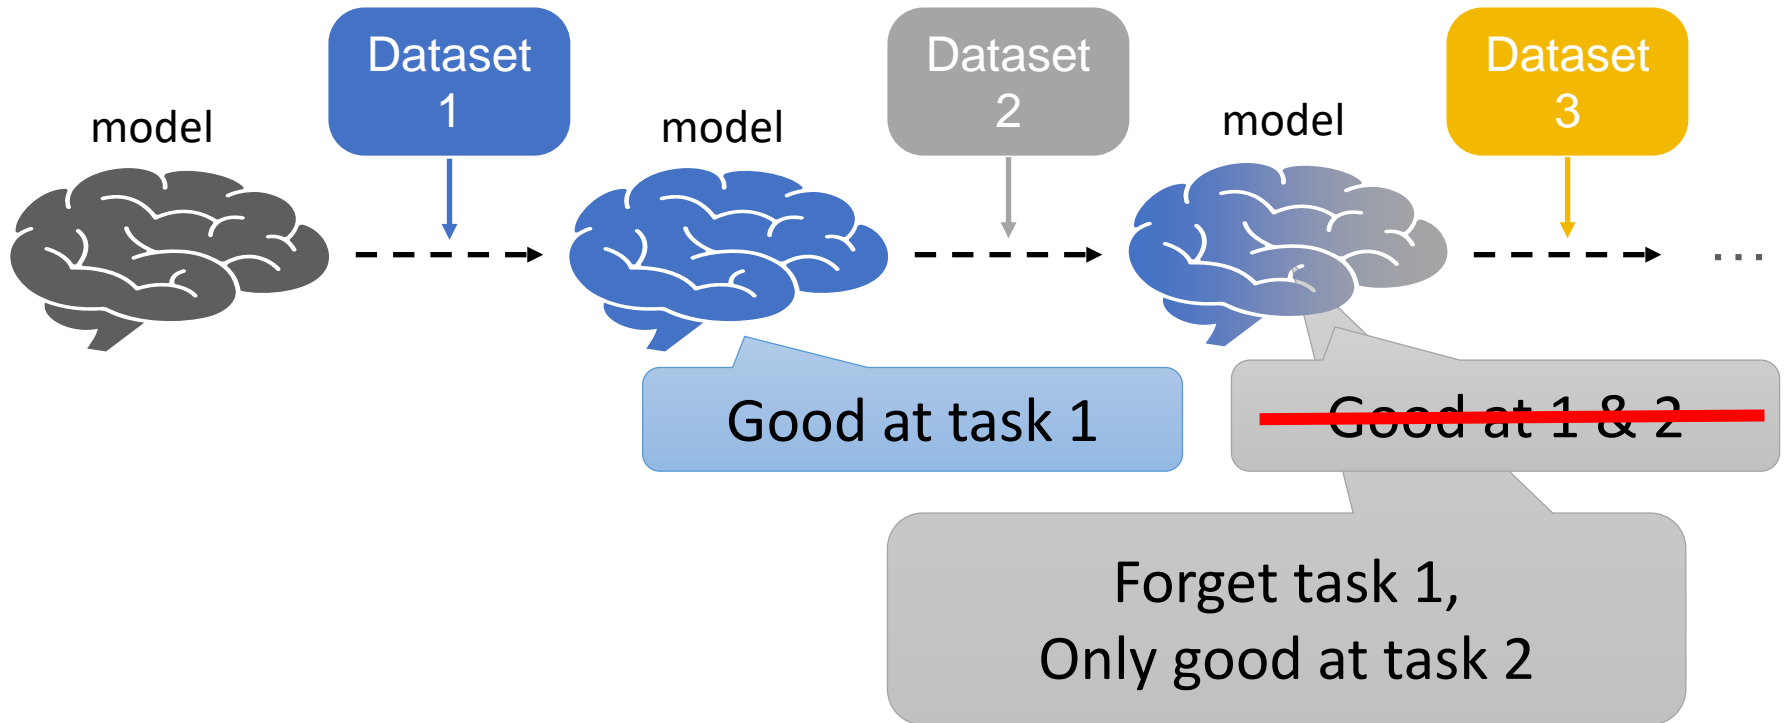 Dataset
1
Dataset
2
Dataset
3
model
model
model
...
Good at task 1
Good at 1 & 2
Forget task 1,
Only good at task 2